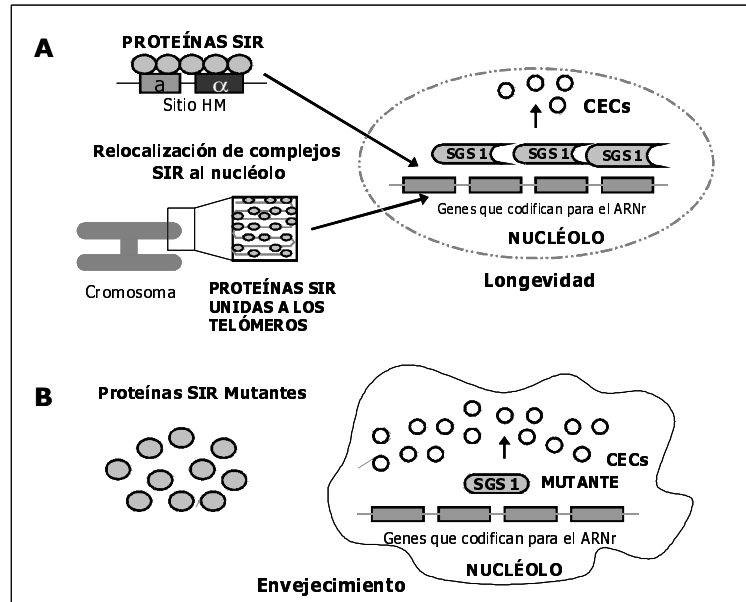 A
PROTEÍNAS SIR
a
α
Sitio HM
CECs
SGS 1
SGS 1
SGS 1
Relocalización de complejos
SIR al nucléolo
Genes que codifican para el ARNr
NUCLÉOLO
Longevidad
Cromosoma
PROTEÍNAS SIR
UNIDAS A LOS
TELÓMEROS
B
Proteínas SIR Mutantes
CECs
SGS 1
MUTANTE
Genes que codifican para el ARNr
NUCLÉOLO
Envejecimiento